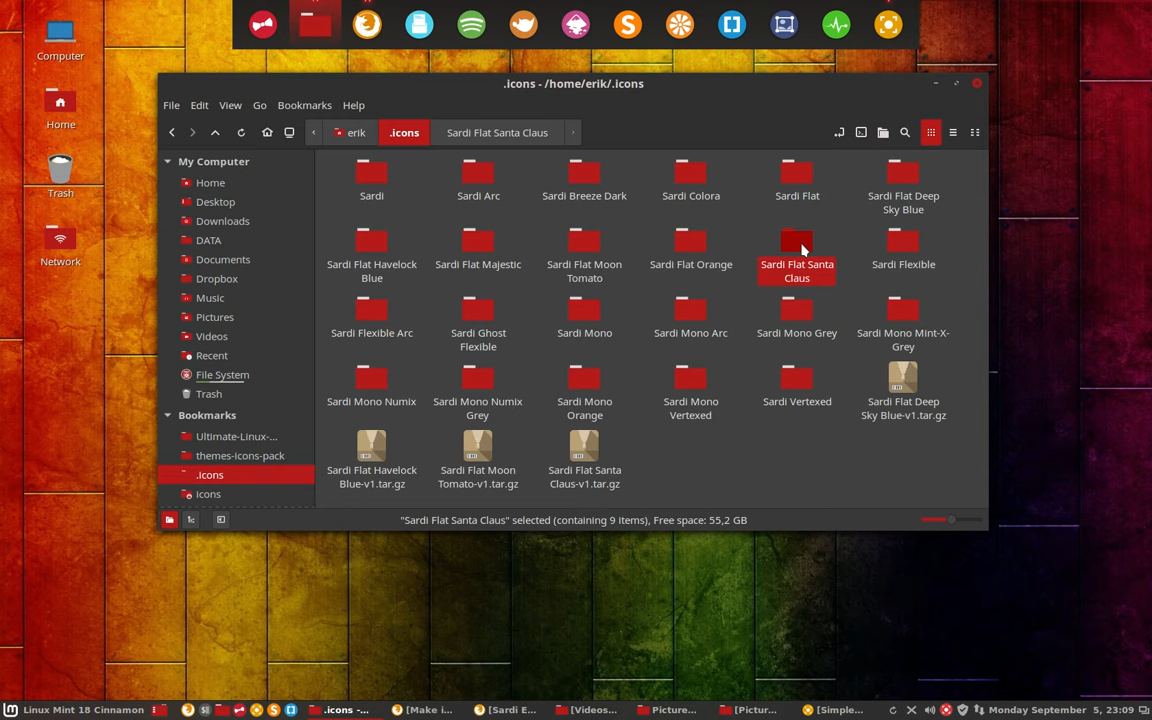 Computer
Home
Trash
Network
.icons - /home/erik/.icons
File Edit View Go Bookmarks Help
erik .icons Sardi Flat Santa Claus
My Computer
Home
Desktop
Downloads
DATA
Documents
Dropbox
Music
Pictures
Videos
Recent
File System
Trash
Bookmarks
Ultimate-Linux-...
themes-icons-pack
.icons
icons
Sardi
Sardi Arc
Sardi Breeze Dark
Sardi Colora
Sardi Flat
Sardi Flat Deep
Sky Blue
Sardi Flat Havelock
Blue
Sardi Flat Majestic
Sardi Flat Moon
Tomato
Sardi Flat Orange
Sardi Flat Santa
Claus
Sardi Flexible
Sardi Flexible Arc
Sardi Ghost
Flexible
Sardi Mono
Sardi Mono Arc
Sardi Mono Grey
Sardi Mono Mint-X-
Grey
Sardi Mono Numix
Sardi Mono Numix
Grey
Sardi Mono
Orange
Sardi Mono
Vertexed
Sardi Vertexed
Sardi Flat Deep
Sky Blue-v1.tar.gz
Sardi Flat Havelock
Blue-v1.tar.gz
Sardi Flat Moon
Tomato-v1.tar.gz
Sardi Flat Santa
Claus-v1.tar.gz
"Sardi Flat Santa Claus" selected (containing 9 items), Free space: 55,2 GB
Linux Mint 18 Cinnamon .icons -... [Make i... [Sardi E... [Videos... Picture... [Pictur... [Simple... Monday September 5, 23:09